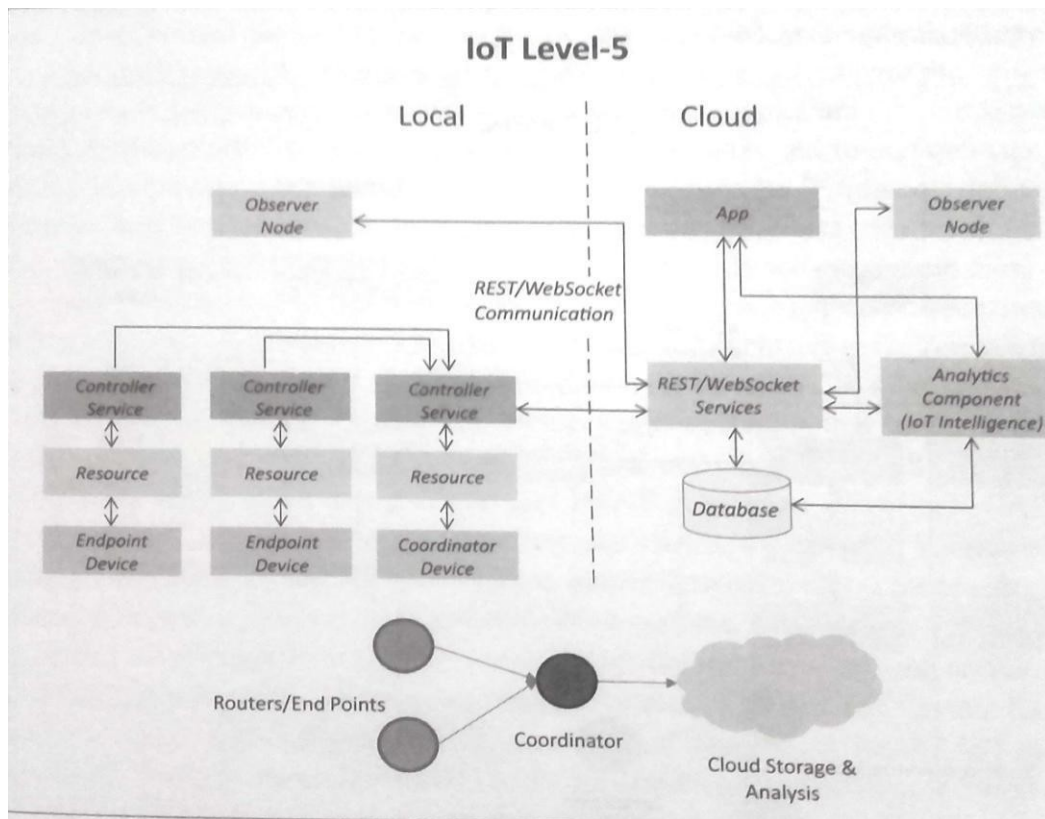 IoT Level-5
Local
Cloud
Observer
Node
App
Observer
Node
REST/WebSocket
Communication
Controller
Service
Controller
Service
Controller
Service
REST/WebSocket
Services
Analytics
Component
(IoT Intelligence)
Resource
Resource
Resource
Database
Endpoint
Device
Endpoint
Device
Coordinator
Device
Routers/End Points
Coordinator
Cloud Storage &
Analysis